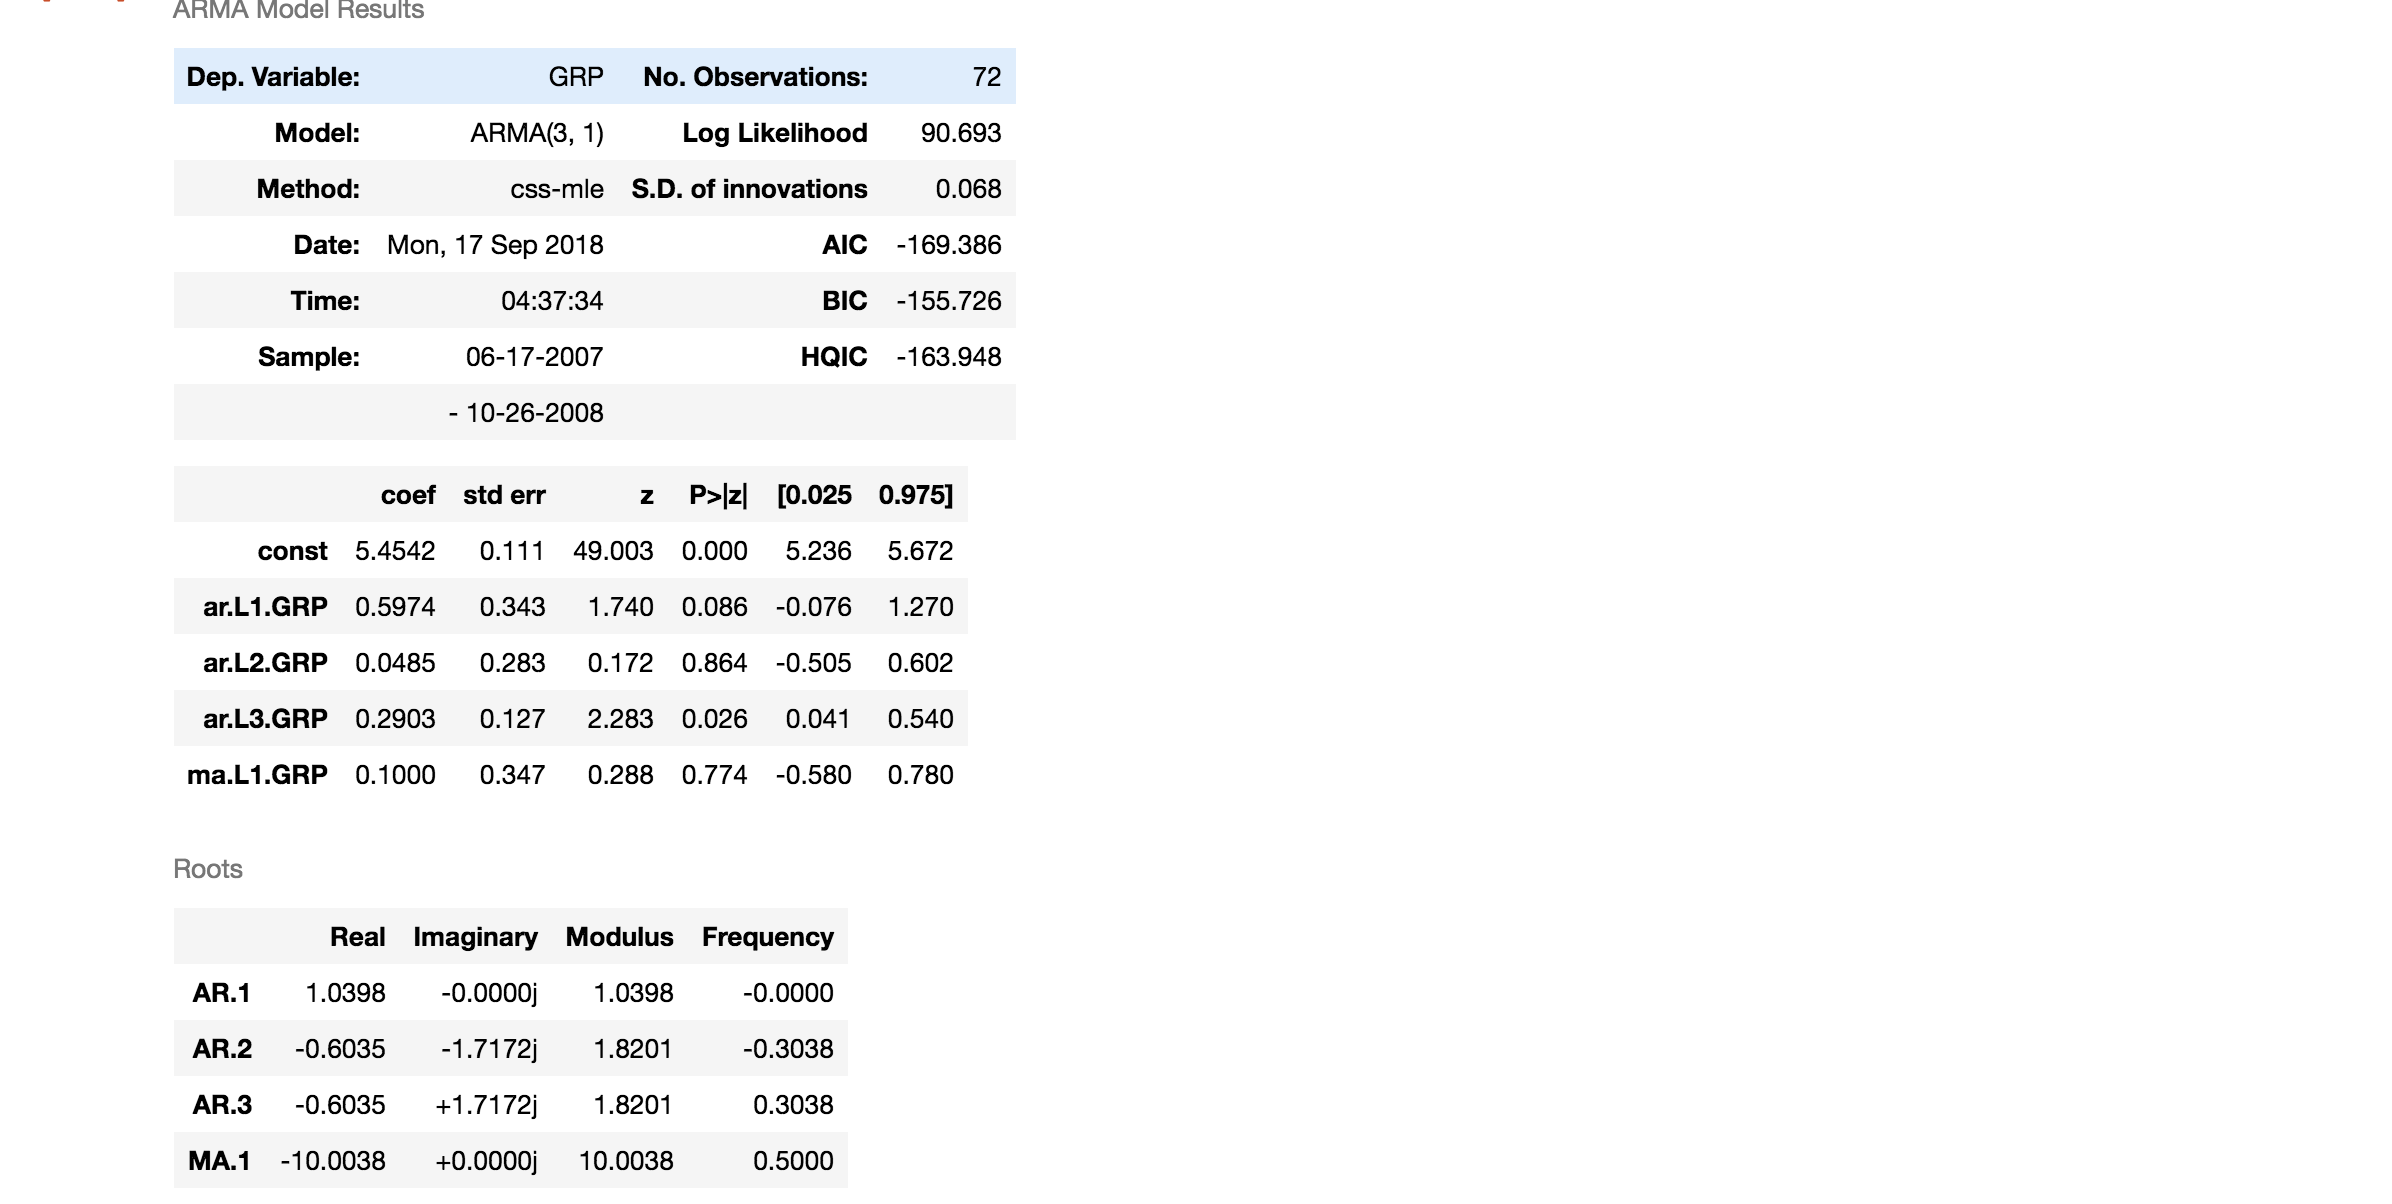 ARMA Model Results
Dep. Variable: GRP No. Observations: 72
Model: ARMA(3, 1) Log Likelihood 90.693
Method: css-mle S.D. of innovations 0.068
Date: Mon, 17 Sep 2018 AIC -169.386
Time: 04:37:34 BIC -155.726
Sample: 06-17-2007 HQIC -163.948
- 10-26-2008
coef std err z P>|z| [0.025 0.975]
const 5.4542 0.111 49.003 0.000 5.236 5.672
ar.L1.GRP 0.5974 0.343 1.740 0.086 -0.076 1.270
ar.L2.GRP 0.0485 0.283 0.172 0.864 -0.505 0.602
ar.L3.GRP 0.2903 0.127 2.283 0.026 0.041 0.540
ma.L1.GRP 0.1000 0.347 0.288 0.774 -0.580 0.780
Roots
Real Imaginary Modulus Frequency
AR.1 1.0398 -0.0000j 1.0398 -0.0000
AR.2 -0.6035 -1.7172j 1.8201 -0.3038
AR.3 -0.6035 +1.7172j 1.8201 0.3038
MA.1 -10.0038 +0.0000j 10.0038 0.5000